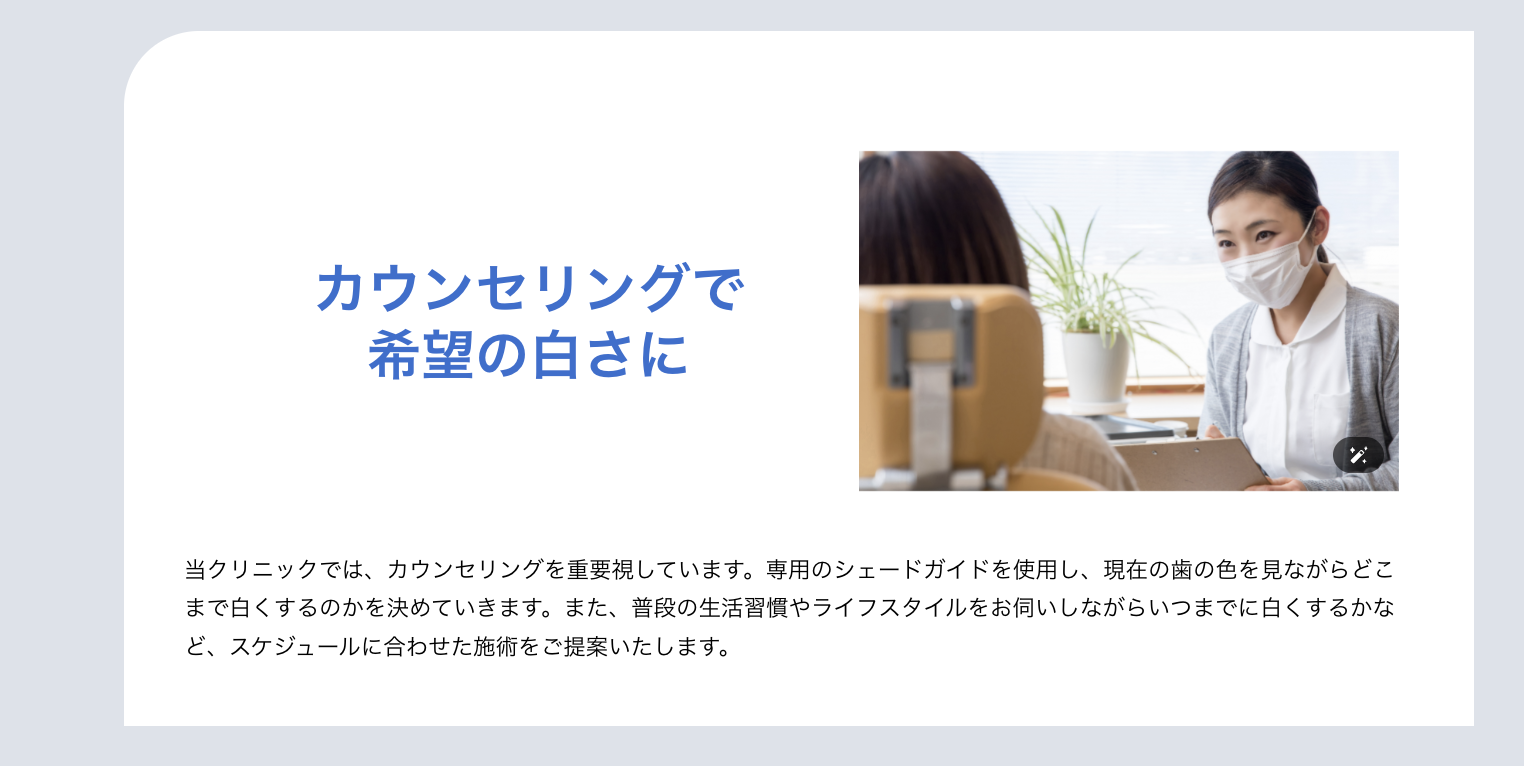 カウンセリングで
希望の白さに
当クリニックでは、カウンセリングを重要視しています。専用のシェードガイドを使用し、現在の歯の色を見ながらどこ
まで白くするのかを決めていきます。また、普段の生活習慣やライフスタイルをお伺いしながらいつまでに白くするかな
ど、スケジュールに合わせた施術をご提案いたします。